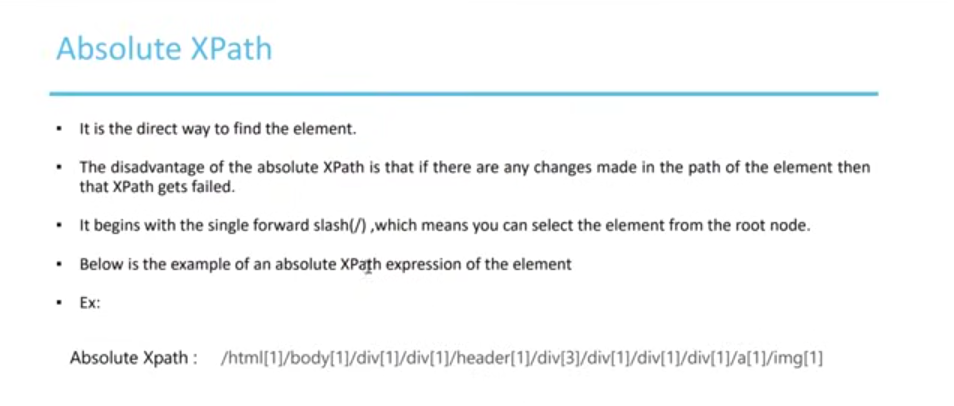 Absolute XPath
• It is the direct way to find the element.
• The disadvantage of the absolute XPath is that if there are any changes made in the path of the element then
that XPath gets failed.
• It begins with the single forward slash(/) ,which means you can select the element from the root node.
• Below is the example of an absolute XPath expression of the element
• Ex:
Absolute Xpath : /html[1]/body[1]/div[1]/div[1]/header[1]/div[3]/div[1]/div[1]/div[1]/a[1]/img[1]